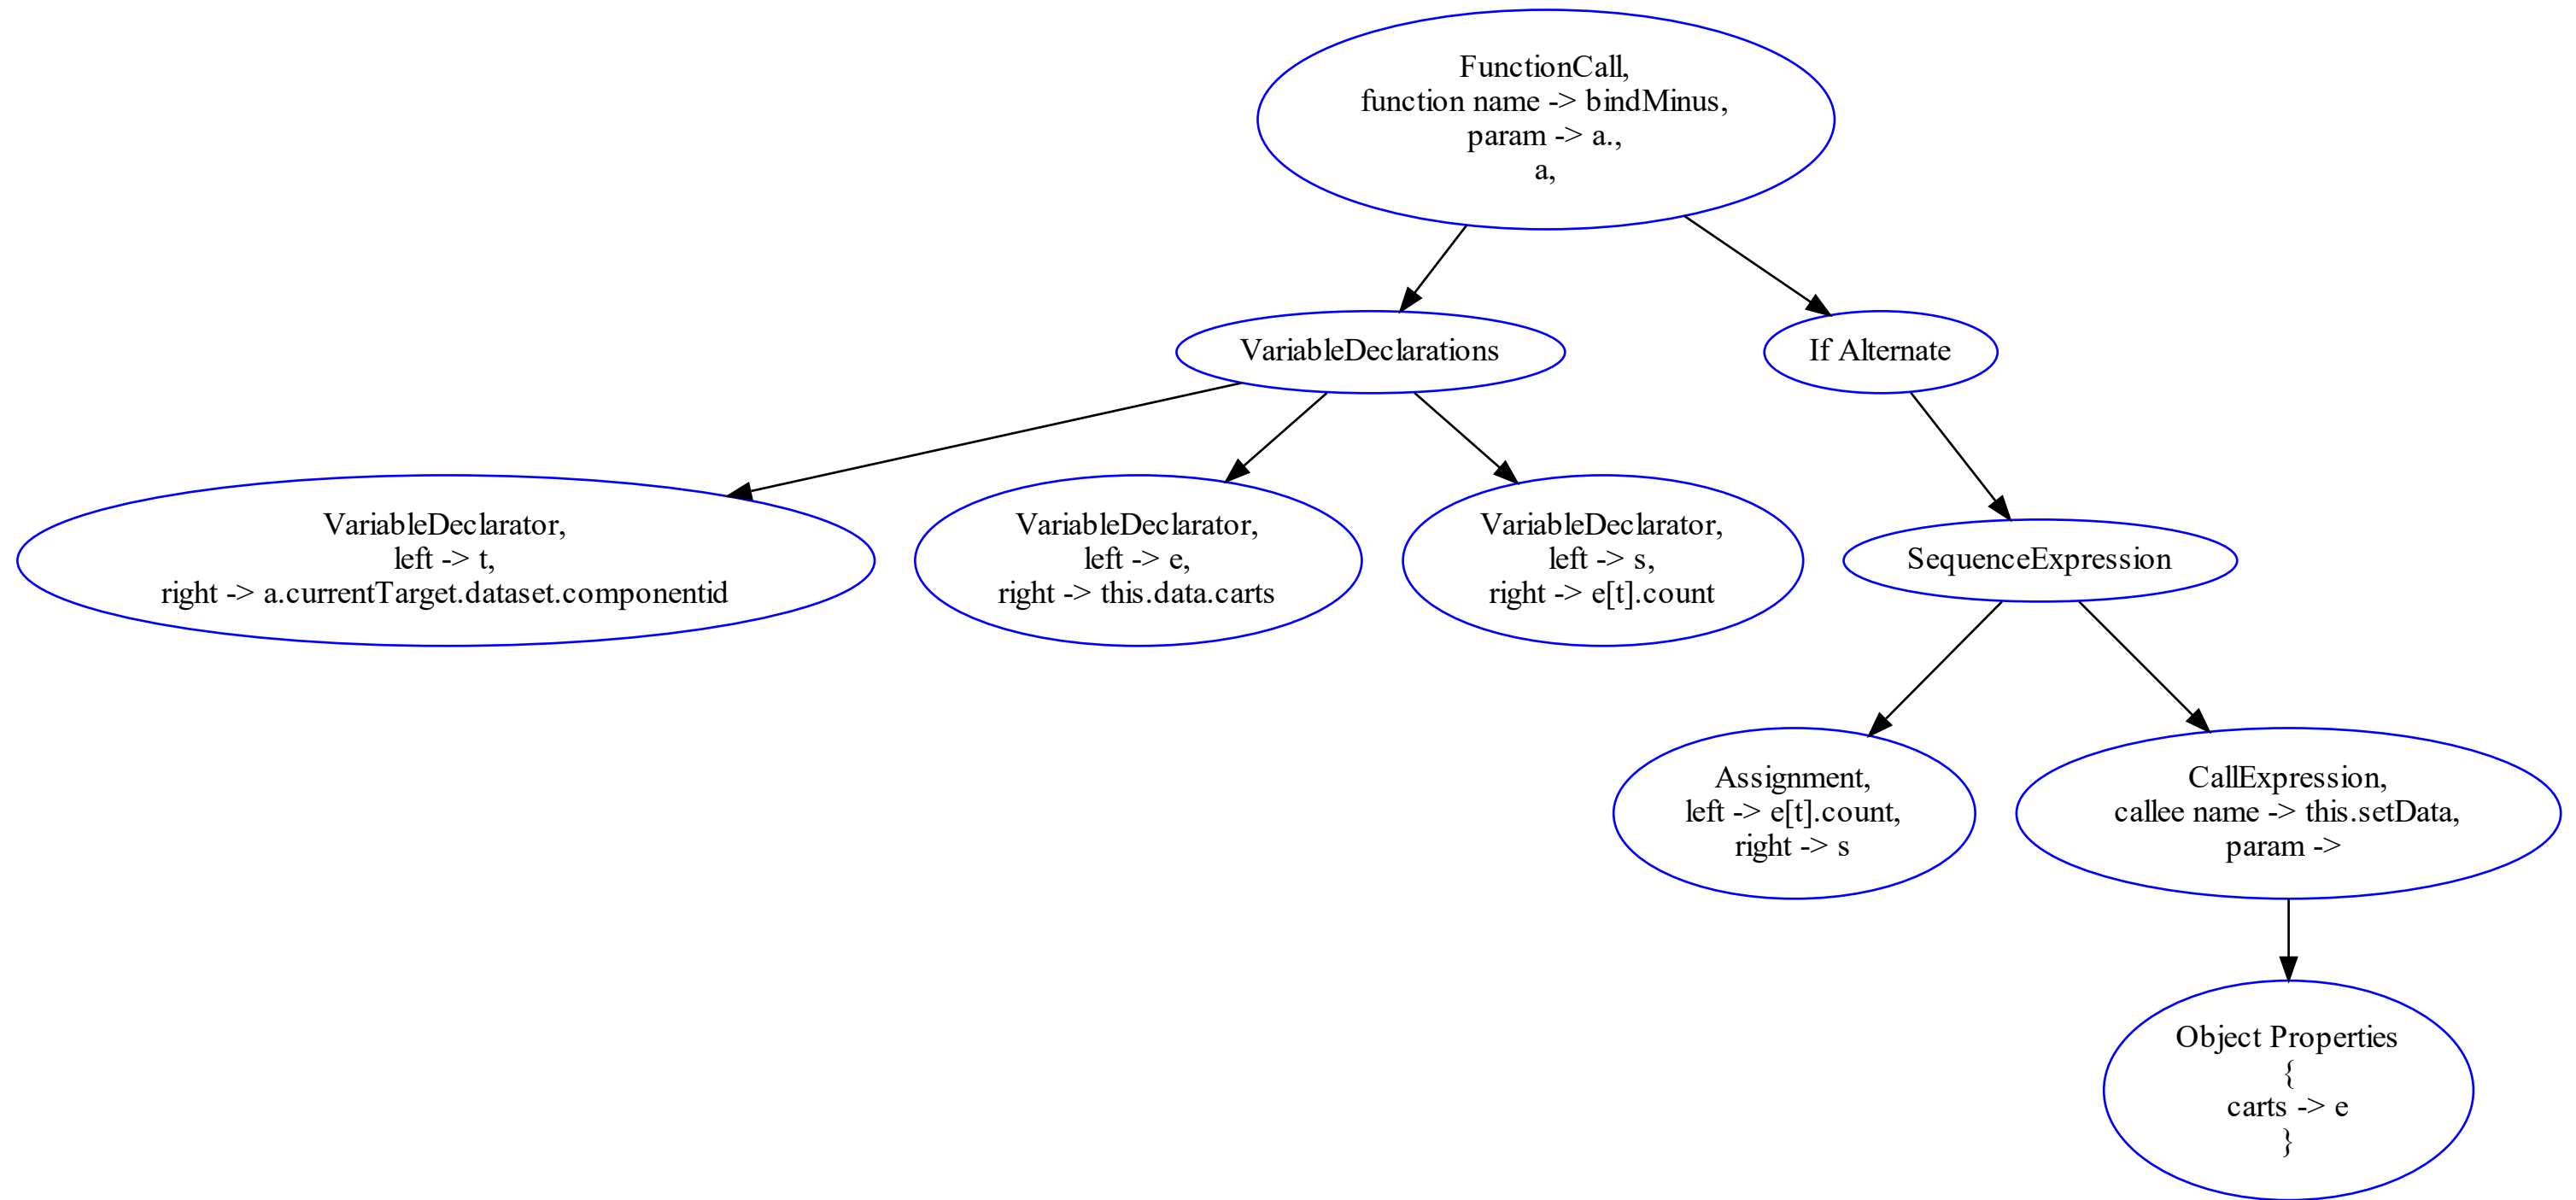 FunctionCall,
function name -> bindMinus,
param -> a.,
a,
VariableDeclarations
If Alternate
VariableDeclarator,
left -> t,
right -> a.currentTarget.dataset.componentid
VariableDeclarator,
left -> e,
right -> this.data.carts
VariableDeclarator,
left -> s,
right -> e[t].count
SequenceExpression
Assignment,
left -> e[t].count,
right -> s
CallExpression,
callee name -> this.setData,
param ->
Object Properties
{
carts -> e
}